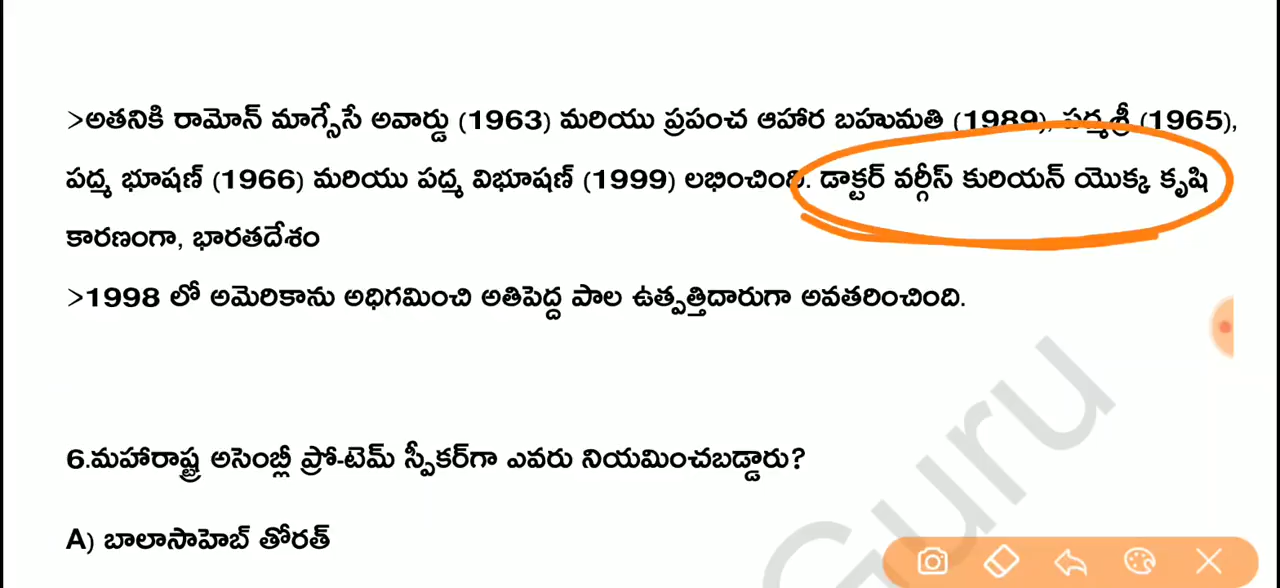 >అతనికి రామోన్ మాగ్సేసే అవార్డు (1963) మరియు ప్రపంచ ఆహార బహుమతి (1989), పద్మశ్రీ (1965),
పద్మ భూషణ్ (1966) మరియు పద్మ విభూషణ్ (1999) లభించింది. డాక్టర్ వర్గీస్ కురియన్ యొక్క కృషి
కారణంగా, భారతదేశం
>1998 లో అమెరికాను అధిగమించి అతిపెద్ద పాల ఉత్పత్తిదారుగా అవతరించింది.
6.మహారాష్ట్ర అసెంబ్లీ ప్రో-టెమ్ స్పీకర్‌గా ఎవరు నియమించబడ్డారు?
A) బాలాసాహెబ్ తోరత్
Guru